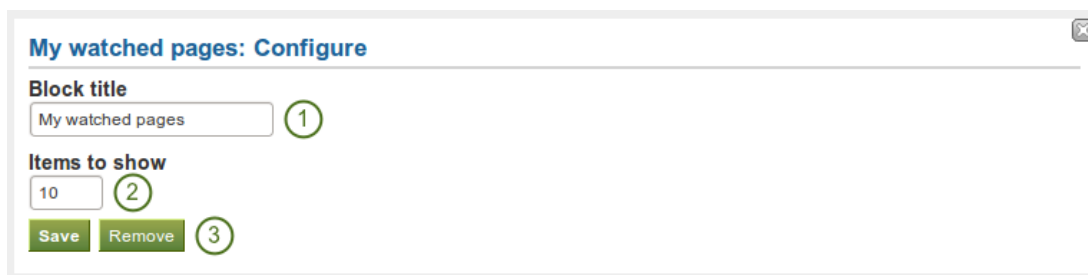 My watched pages: Configure
Block title
My watched pages 1
Items to show
10 2
Save Remove 3